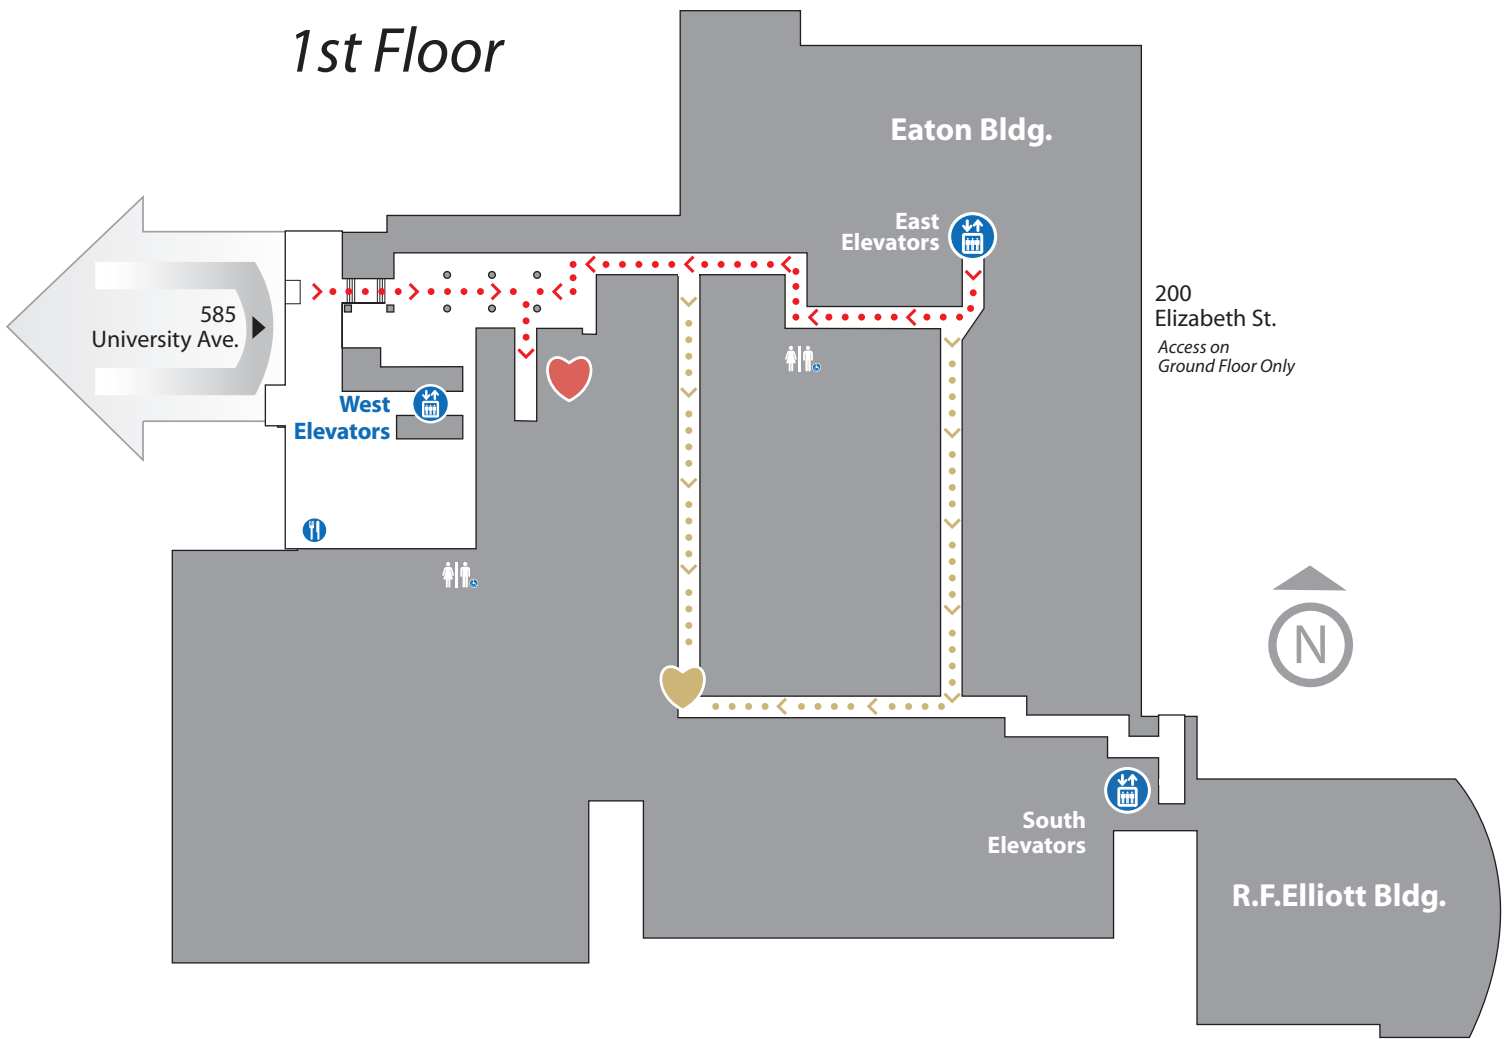 1st Floor
Eaton Bldg.
East
Elevators
585
University Ave.
200
Elizabeth St.
Access on
Ground Floor Only
West
Elevators
N
South
Elevators
R.F.Elliott Bldg.